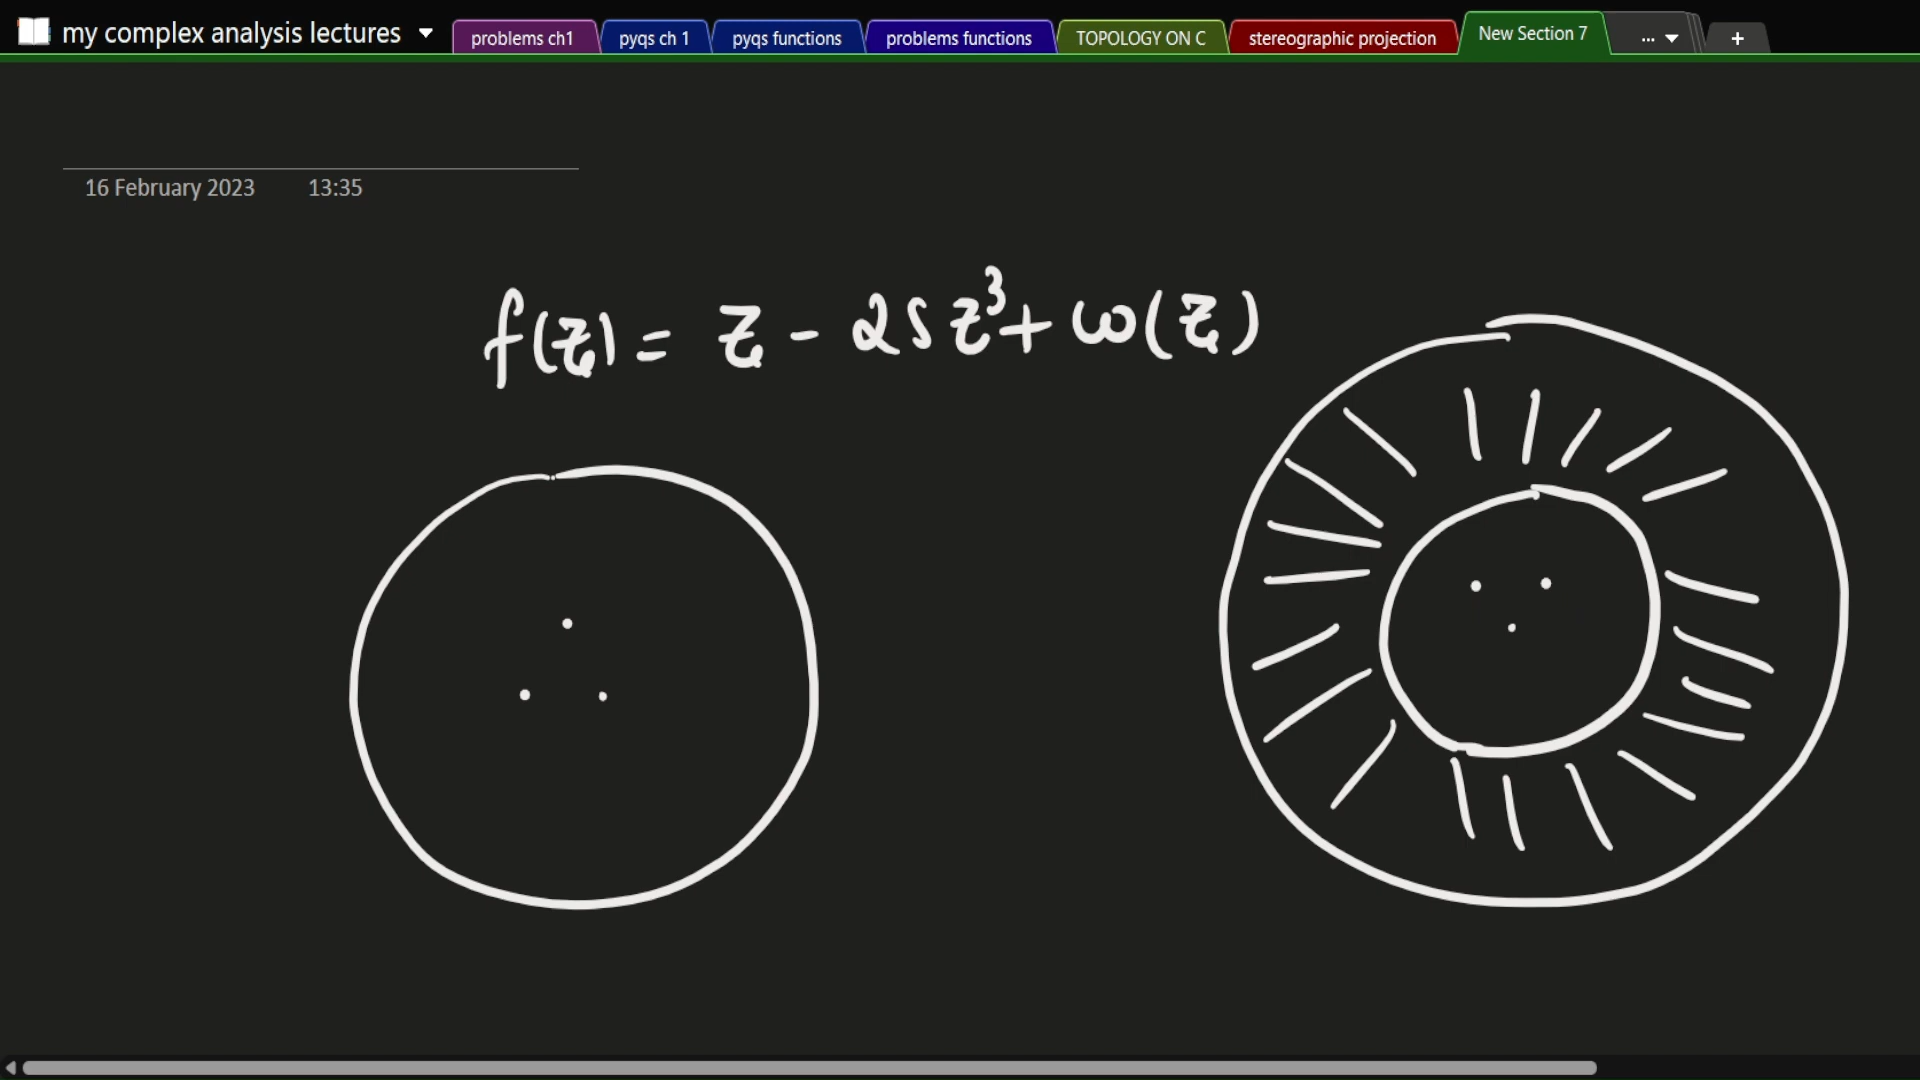 my complex analysis lectures
problems ch1
pyqs ch 1
pyqs functions
problems functions
TOPOLOGY ON C
stereographic projection
New Section 7
...
+
16 February 2023 13:35
f(z) = z - 25z³ + ω(z)